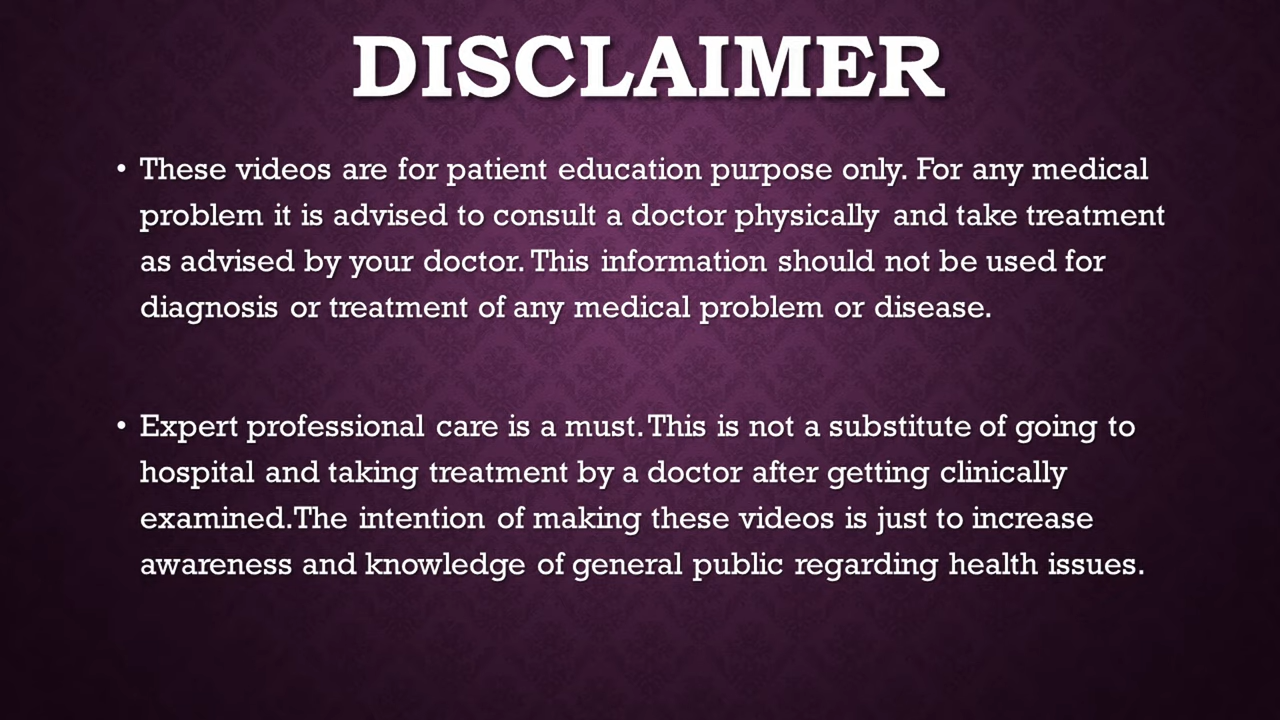 DISCLAIMER
• These videos are for patient education purpose only. For any medical
problem it is advised to consult a doctor physically and take treatment
as advised by your doctor. This information should not be used for
diagnosis or treatment of any medical problem or disease.
• Expert professional care is a must. This is not a substitute of going to
hospital and taking treatment by a doctor after getting clinically
examined.The intention of making these videos is just to increase
awareness and knowledge of general public regarding health issues.